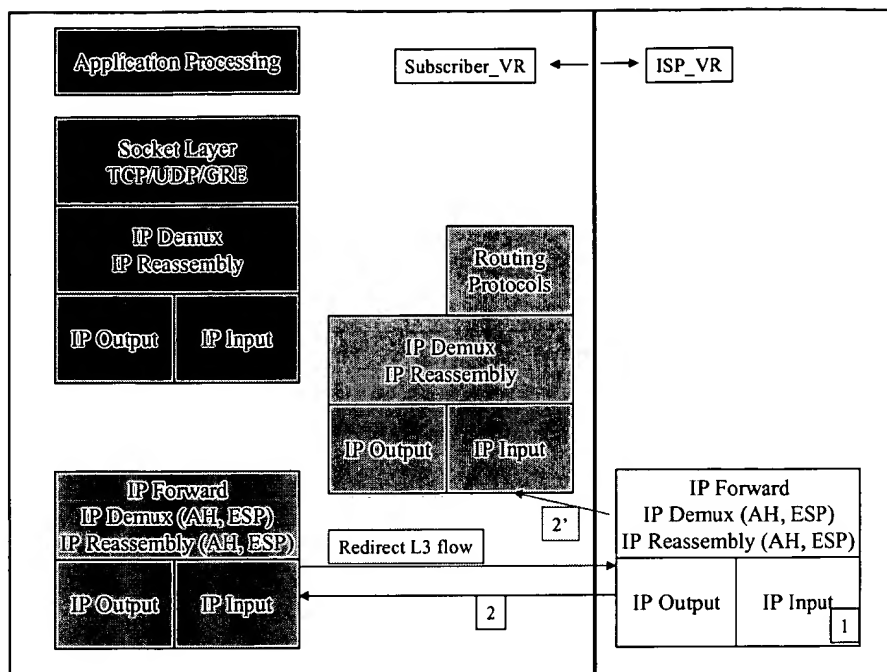 Application Processing
Subscriber_VR
ISP_VR
Socket Layer
TCP/UDP/GRE
IP Demux
IP Reassembly
IP Output
IP Input
Routing
Protocols
IP Demux
IP Reassembly
IP Output
IP Input
IP Forward
IP Demux (AH, ESP)
IP Reassembly (AH, ESP)
IP Output
IP Input
2'
Redirect L3 flow
2
IP Forward
IP Demux (AH, ESP)
IP Reassembly (AH, ESP)
IP Output
IP Input
1